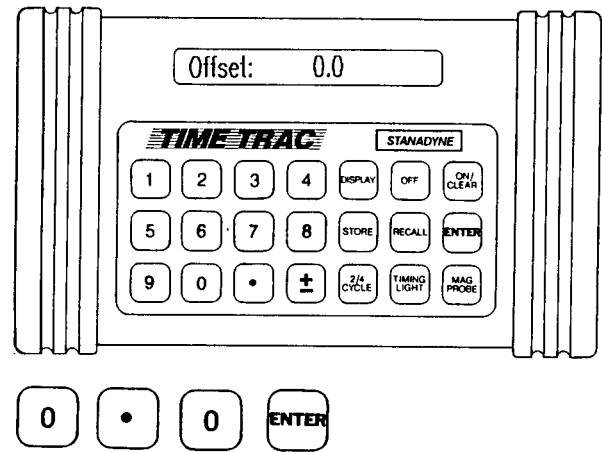 Offset: 0.0
TIME TRAC STANADYNE
1 2 3 4 DISPLAY OFF ON/CLEAR
5 6 7 8 STORE RECALL ENTER
9 0 • ± 2/4 CYCLE TIMING LIGHT MAG PROBE
0 • 0 ENTER